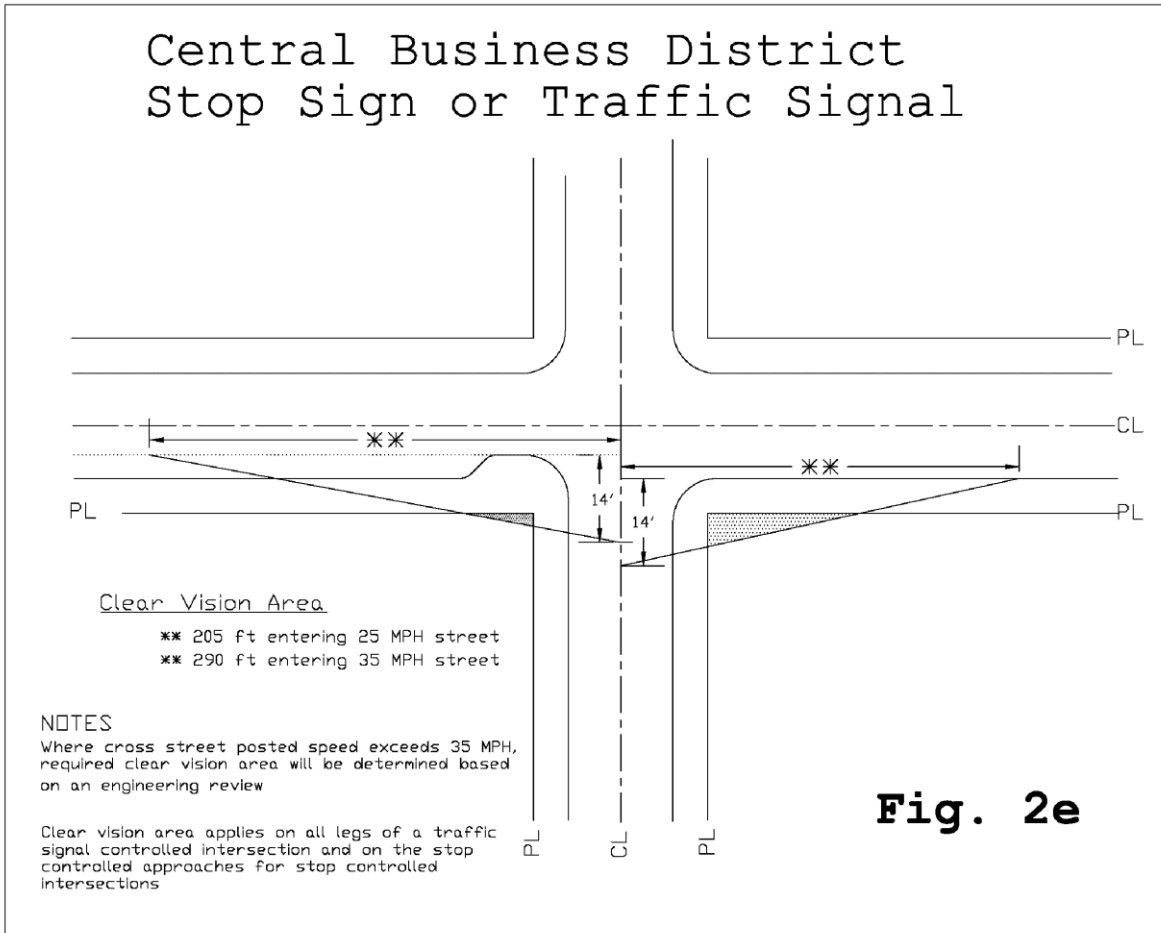 Central Business District
Stop Sign or Traffic Signal
PL
CL
**
**
14'
14'
PL
PL
Clear Vision Area
** 205 ft entering 25 MPH street
** 290 ft entering 35 MPH street
NOTES
Where cross street posted speed exceeds 35 MPH,
required clear vision area will be determined based
on an engineering review
Clear vision area applies on all legs of a traffic
signal controlled intersection and on the stop
controlled approaches for stop controlled
intersections
PL
CL
PL
Fig. 2e